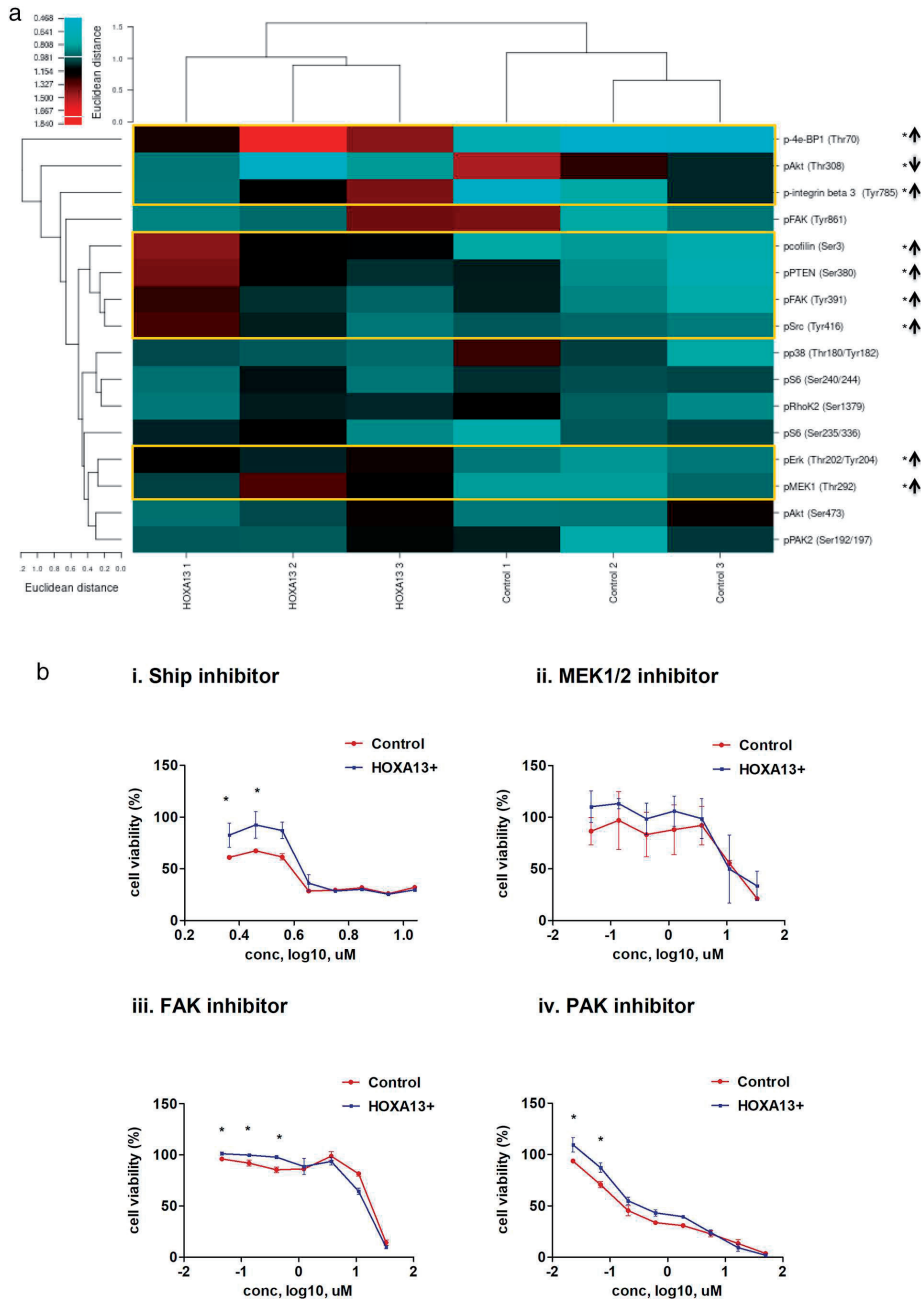 a
0.468
0.641
0.808
0.981
1.154
1.327
1.500
1.667
1.840
Euclidean distance
1.5
1.0
0.5
0.0
p-4e-BP1 (Thr70) *
pAkt (Thr308) *
p-integrin beta 3 (Tyr785) *
pFAK (Tyr861)
pcofilin (Ser3) *
pPTEN (Ser380) *
pFAK (Tyr391) *
pSrc (Tyr416) *
pp38 (Thr180/Tyr182)
pS6 (Ser240/244)
pRhoK2 (Ser1379)
pS6 (Ser235/336)
pErk (Thr202/Tyr204) *
pMEK1 (Thr292) *
pAkt (Ser473)
pPAK2 (Ser192/197)
.2 1.0 0.8 0.6 0.4 0.2 0.0
Euclidean distance
HOXA13 1
HOXA13 2
HOXA13 3
Control 1
Control 2
Control 3
b
i. Ship inhibitor
Control
HOXA13+
cell viability (%)
150
100
50
0
* *
0.2 0.4 0.6 0.8 1.0
conc, log10, uM
ii. MEK1/2 inhibitor
Control
HOXA13+
cell viability (%)
150
100
50
0
-2 -1 0 1 2
conc, log10, uM
iii. FAK inhibitor
Control
HOXA13+
cell viability (%)
150
100
50
0
* * *
-2 -1 0 1 2
conc, log10, uM
iv. PAK inhibitor
Control
HOXA13+
cell viability (%)
150
100
50
0
* *
-2 -1 0 1 2
conc, log10, uM